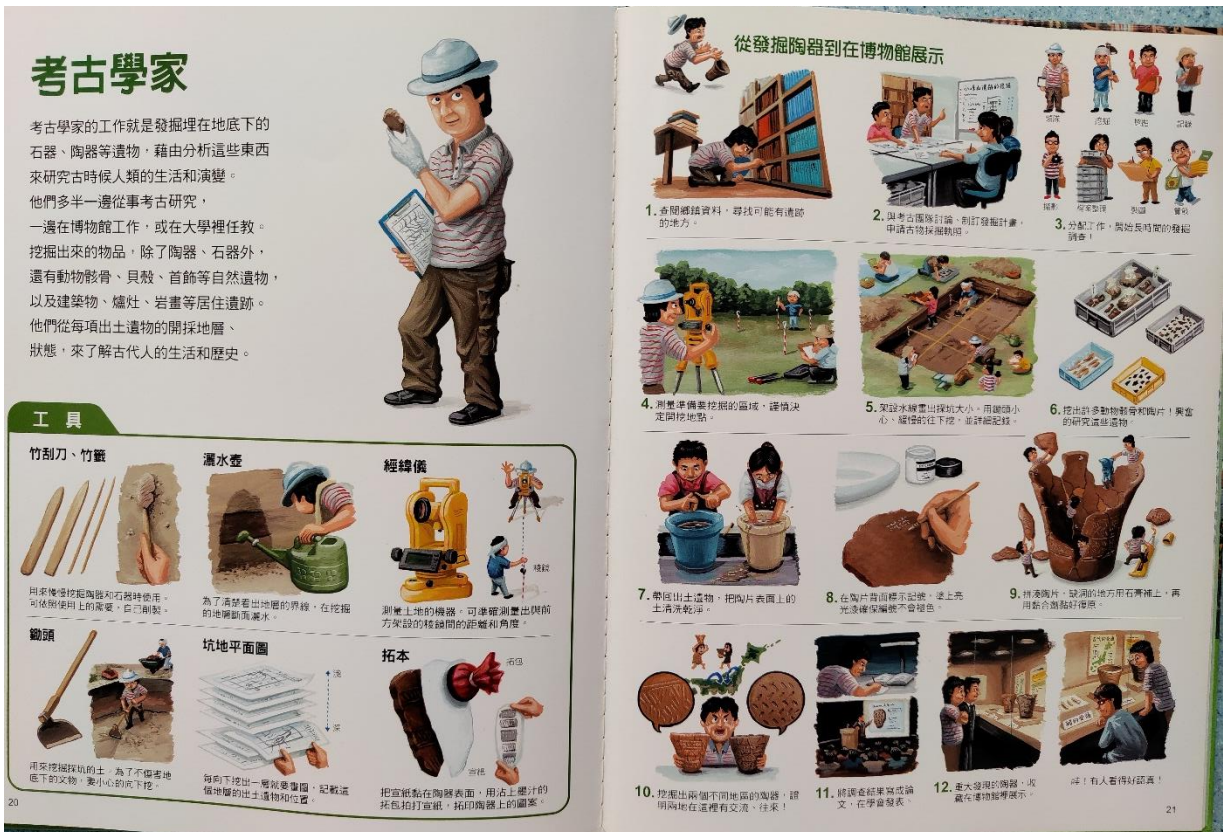 考古學家
考古學家的工作就是發掘埋在地底下的
石器、陶器等遺物，藉由分析這些東西
來研究古時候人類的生活和演變。
他們多半一邊從事考古研究，
一邊在博物館工作，或在大學裡任教。
挖掘出來的物品，除了陶器、石器外，
還有動物骸骨、貝殼、首飾等自然遺物，
以及建築物、爐灶、岩畫等居住遺跡。
他們從每項出土遺物的開採地層、
狀態，來了解古代人的生活和歷史。
工具
竹刮刀、竹籤
用來慢慢挖掘陶器和石器時使用。
可依照使用上的需要，自己削製。
灑水壺
為了清楚看出地層的界線，在挖掘
的地層斷面灑水。
經緯儀
稜鏡
測量土地的機器。可準確測量出與前
方架設的稜鏡間的距離和角度。
鋤頭
用來挖掘探坑的土。為了不傷害地
底下的文物，要小心的向下挖。
坑地平面圖
淺
深
每向下挖出一層就要畫圖，記載這
個地層的出土遺物和位置。
拓本
拓包
宣紙
把宣紙黏在陶器表面，用沾上墨汁的
拓包拍打宣紙，拓印陶器上的圖案。
20
從發掘陶器到在博物館展示
1. 查閱鄉鎮資料，尋找可能有遺跡
的地方。
2. 與考古團隊討論、制訂發掘計畫，
申請古物採掘執照。
領隊
挖掘
記錄
攝影
檔案整理
3. 分配工作，開始長時間的發掘
調查！
4. 測量準備要挖掘的區域，謹慎決
定開挖地點。
5. 架設水線畫出探坑大小。用鋤頭小
心、緩慢的往下挖，並詳細記錄。
6. 挖出許多動物骸骨和陶片！興奮
的研究這些遺物。
7. 帶回出土遺物，把陶片表面上的
土清洗乾淨。
8. 在陶片背面標示記號，塗上亮
光漆確保編號不會褪色。
9. 拼湊陶片，缺洞的地方用石膏補上，再
用黏合劑黏好復原。
10. 挖掘出兩個不同地區的陶器，證
明兩地在這裡有交流、往來！
11. 將調查結果寫成論
文，在學會發表。
12. 重大發現的陶器，收
藏在博物館裡展示。
咩！有人看得好認真！
21